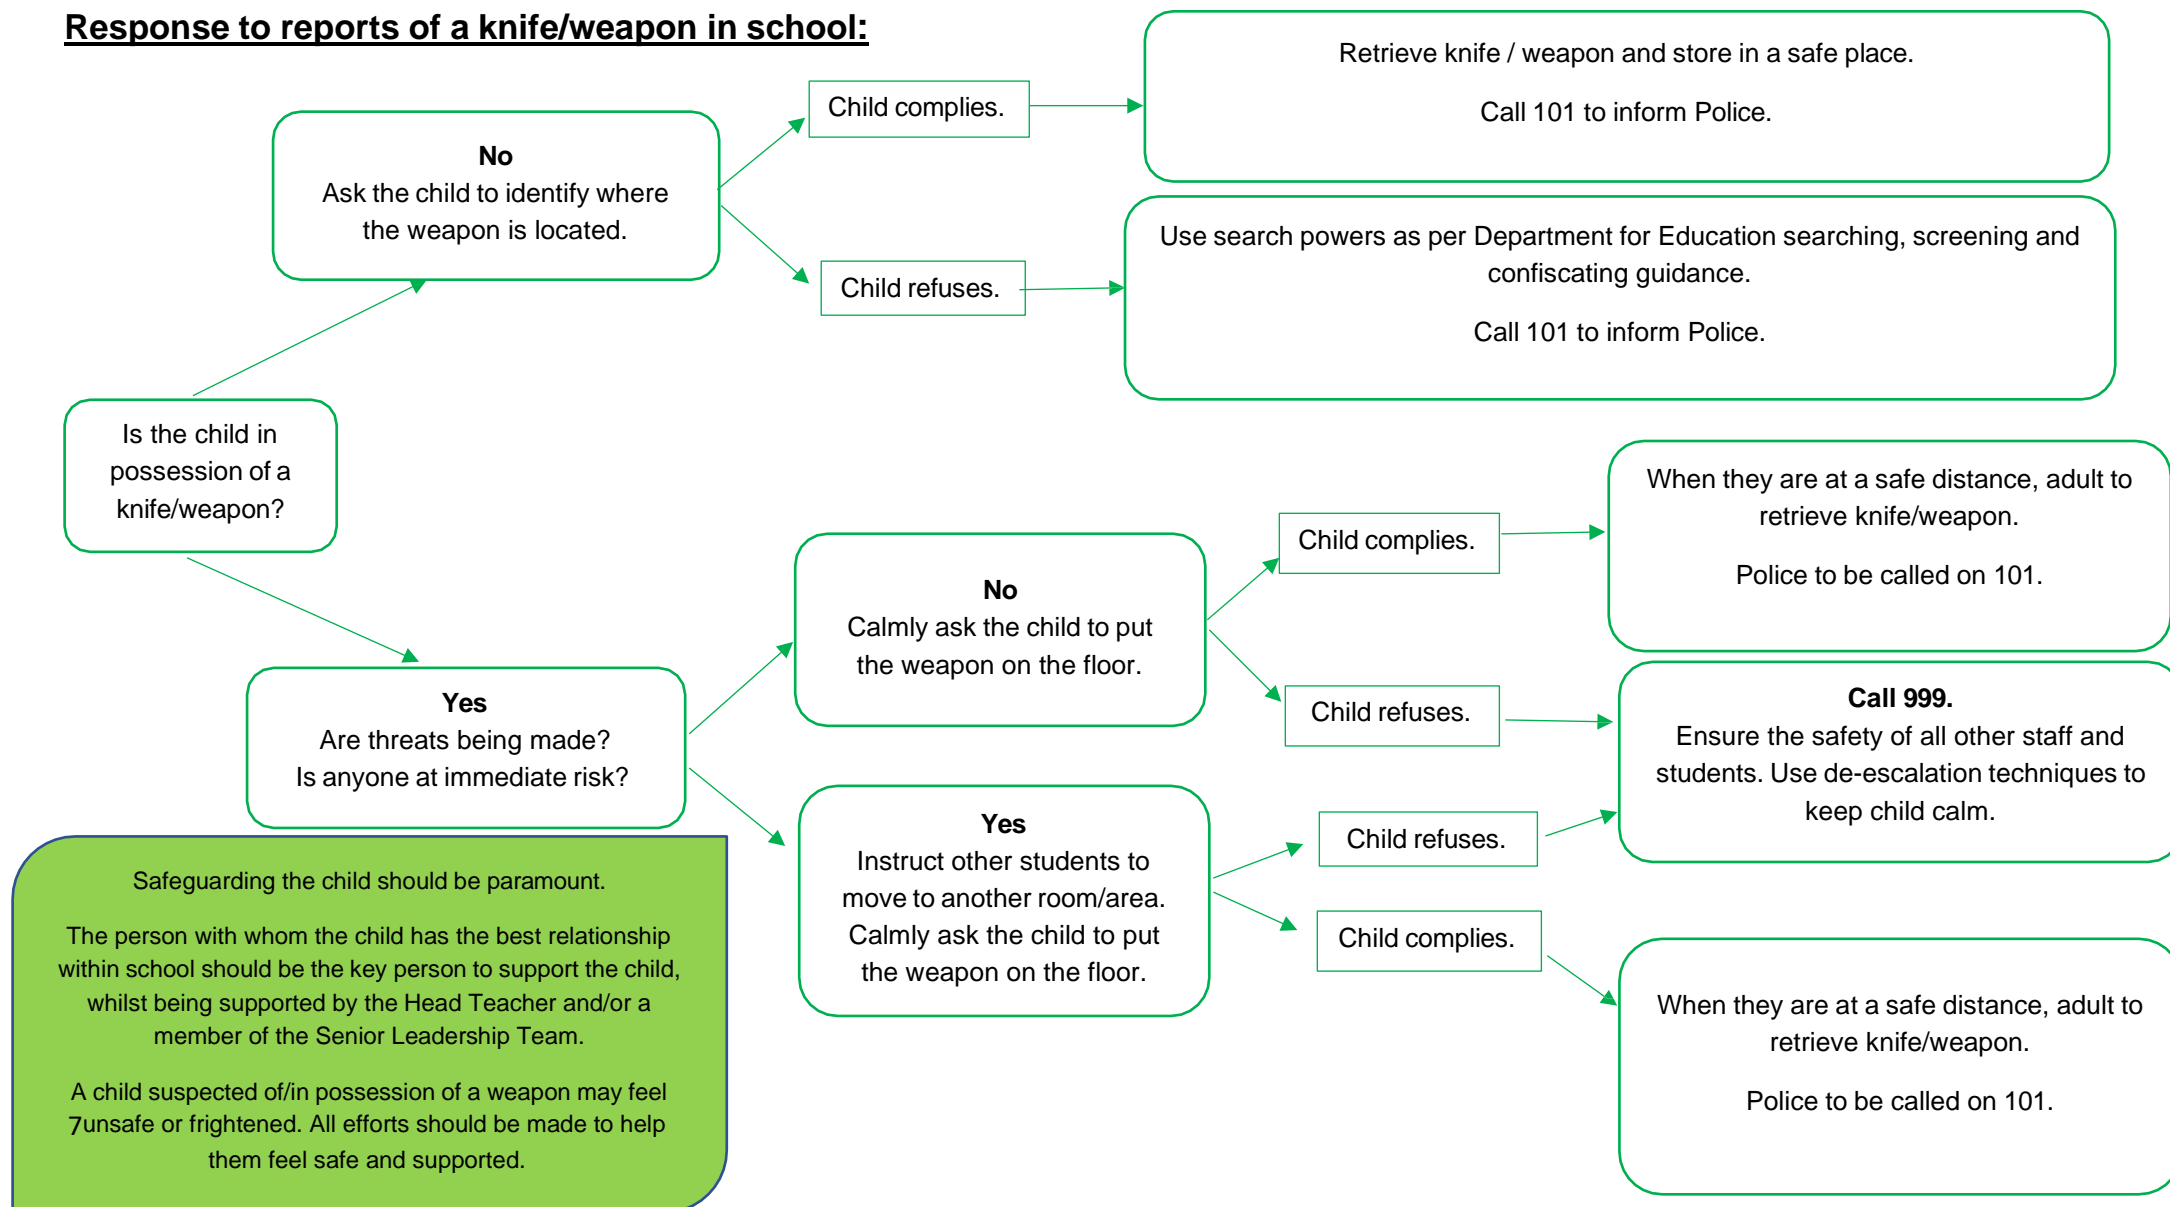 Response to reports of a knife/weapon in school:
Retrieve knife / weapon and store in a safe place.
Call 101 to inform Police.
Child complies.
No
Ask the child to identify where
the weapon is located.
Use search powers as per Department for Education searching, screening and
confiscating guidance.
Call 101 to inform Police.
Child refuses.
Is the child in
possession of a
knife/weapon?
When they are at a safe distance, adult to
retrieve knife/weapon.
Police to be called on 101.
Child complies.
No
Calmly ask the child to put
the weapon on the floor.
Child refuses.
Call 999.
Ensure the safety of all other staff and
students. Use de-escalation techniques to
keep child calm.
Yes
Are threats being made?
Is anyone at immediate risk?
Yes
Instruct other students to
move to another room/area.
Calmly ask the child to put
the weapon on the floor.
Child refuses.
Child complies.
When they are at a safe distance, adult to
retrieve knife/weapon.
Police to be called on 101.
Safeguarding the child should be paramount.
The person with whom the child has the best relationship
within school should be the key person to support the child,
whilst being supported by the Head Teacher and/or a
member of the Senior Leadership Team.
A child suspected of/in possession of a weapon may feel
7unsafe or frightened. All efforts should be made to help
them feel safe and supported.